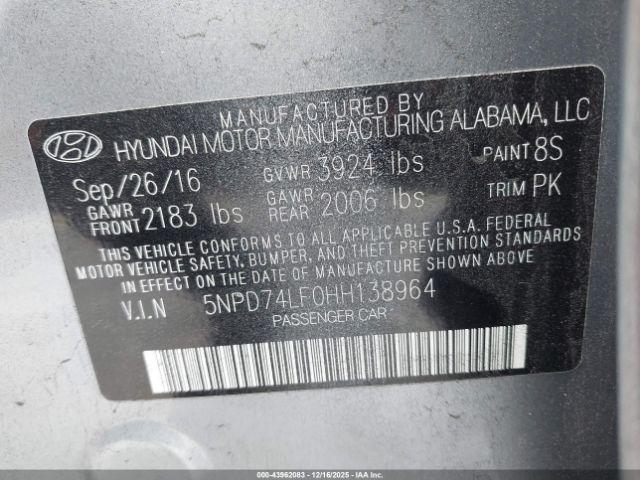 MANUFACTURED BY
HYUNDAI MOTOR MANUFACTURING ALABAMA, LLC
Sep/26/16 GVWR 3924 lbs PAINT 8S
GAWR FRONT 2183 lbs GAWR REAR 2006 lbs TRIM PK
THIS VEHICLE CONFORMS TO ALL APPLICABLE U.S.A. FEDERAL
MOTOR VEHICLE SAFETY, BUMPER, AND THEFT PREVENTION STANDARDS
IN EFFECT ON THE DATE OF MANUFACTURE SHOWN ABOVE
V.I.N 5NPD74LF0HH138964
PASSENGER CAR
000-43962083 - 12/16/2025 - IAAI.COM